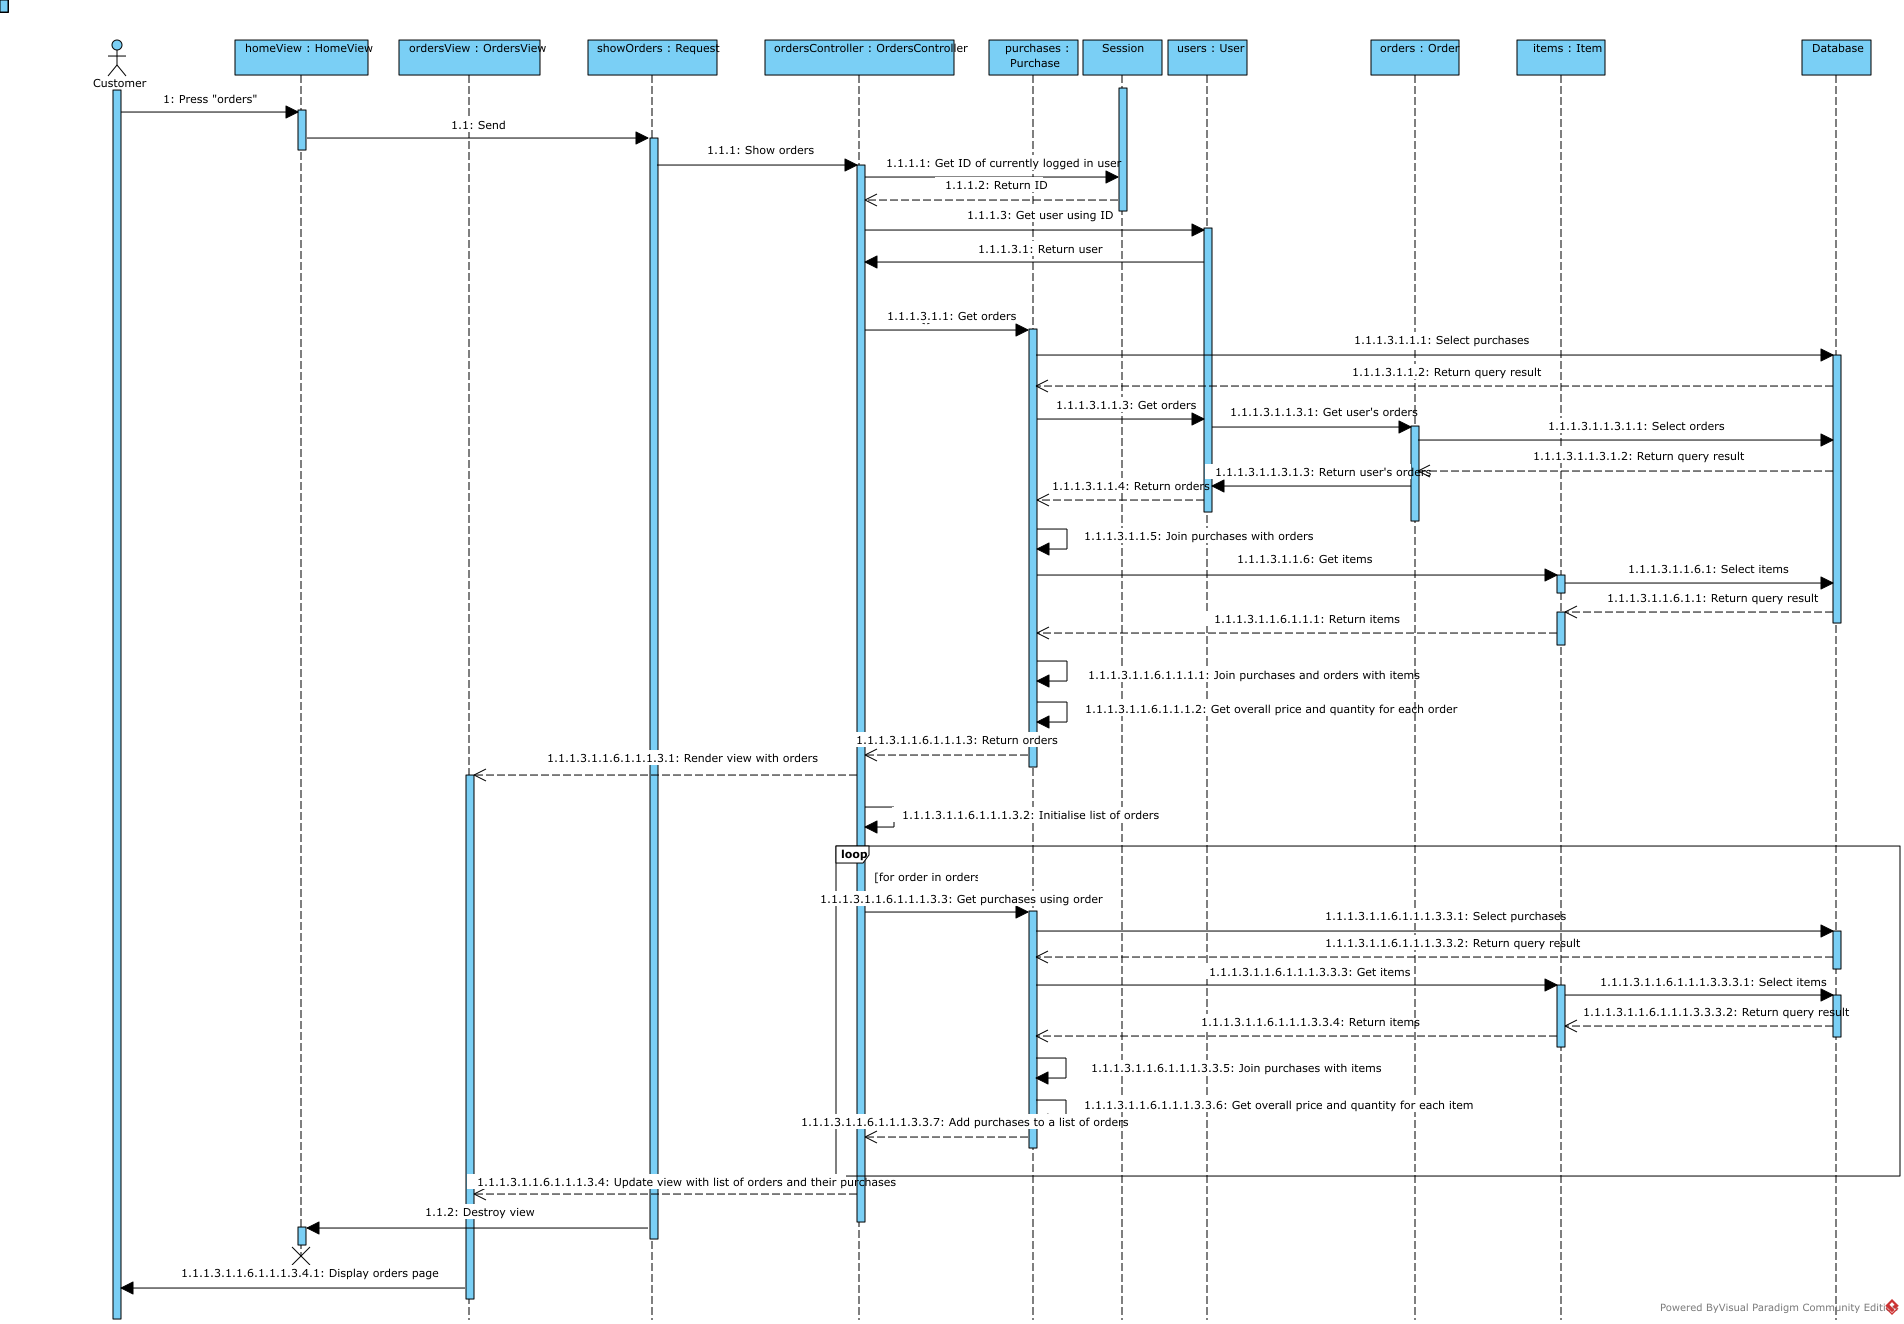 homeView : HomeView
ordersView : OrdersView
showOrders : Request
ordersController : OrdersController
purchases :
Purchase
Session
users : User
orders : Order
items : Item
Database
Customer
1: Press "orders"
1.1: Send
1.1.1: Show orders
1.1.1.1: Get ID of currently logged in user
1.1.1.2: Return ID
1.1.1.3: Get user using ID
1.1.1.3.1: Return user
1.1.1.3.1.1: Get orders
1.1.1.3.1.1.1: Select purchases
1.1.1.3.1.1.2: Return query result
1.1.1.3.1.1.3: Get orders
1.1.1.3.1.1.3.1: Get user's orders
1.1.1.3.1.1.3.1.1: Select orders
1.1.1.3.1.1.3.1.2: Return query result
1.1.1.3.1.1.3.1.3: Return user's orders
1.1.1.3.1.1.4: Return orders
1.1.1.3.1.1.5: Join purchases with orders
1.1.1.3.1.1.6: Get items
1.1.1.3.1.1.6.1: Select items
1.1.1.3.1.1.6.1.1: Return query result
1.1.1.3.1.1.6.1.1.1: Return items
1.1.1.3.1.1.6.1.1.1.1: Join purchases and orders with items
1.1.1.3.1.1.6.1.1.1.2: Get overall price and quantity for each order
1.1.1.3.1.1.6.1.1.1.3: Return orders
1.1.1.3.1.1.6.1.1.1.3.1: Render view with orders
1.1.1.3.1.1.6.1.1.1.3.2: Initialise list of orders
loop
[for order in orders
1.1.1.3.1.1.6.1.1.1.3.3: Get purchases using order
1.1.1.3.1.1.6.1.1.1.3.3.1: Select purchases
1.1.1.3.1.1.6.1.1.1.3.3.2: Return query result
1.1.1.3.1.1.6.1.1.1.3.3.3: Get items
1.1.1.3.1.1.6.1.1.1.3.3.3.1: Select items
1.1.1.3.1.1.6.1.1.1.3.3.3.2: Return query result
1.1.1.3.1.1.6.1.1.1.3.3.4: Return items
1.1.1.3.1.1.6.1.1.1.3.3.5: Join purchases with items
1.1.1.3.1.1.6.1.1.1.3.3.6: Get overall price and quantity for each item
1.1.1.3.1.1.6.1.1.1.3.3.7: Add purchases to a list of orders
1.1.1.3.1.1.6.1.1.1.3.4: Update view with list of orders and their purchases
1.1.2: Destroy view
1.1.1.3.1.1.6.1.1.1.3.4.1: Display orders page
Powered ByVisual Paradigm Community Editi